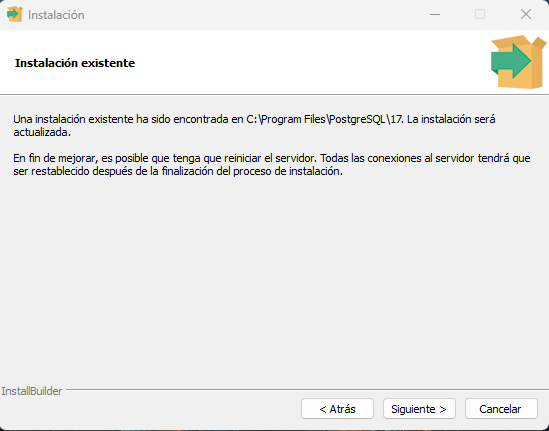 Instalación
Instalación existente
Una instalación existente ha sido encontrada en C:\Program Files\PostgreSQL\17. La instalación será
actualizada.
En fin de mejorar, es posible que tenga que reiniciar el servidor. Todas las conexiones al servidor tendrá que
ser restablecido después de la finalización del proceso de instalación.
InstallBuilder
< Atrás
Siguiente >
Cancelar